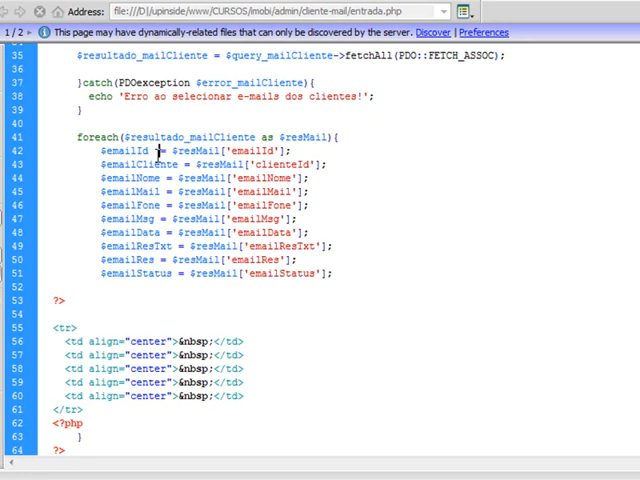 Address: file:///D|/upinside/www/CURSOS/imobi/admin/cliente-mail/entrada.php
1/2 This page may have dynamically-related files that can only be discovered by the server. Discover | Preferences
35 $resultado_mailCliente = $query_mailCliente->fetchAll(PDO::FETCH_ASSOC);
36
37 }catch(PDOexception $error_mailCliente){
38 echo 'Erro ao selecionar e-mails dos clientes!';
39 }
40
41 foreach($resultado_mailCliente as $resMail){
42 $emailId = $resMail['emailId'];
43 $emailCliente = $resMail['clienteId'];
44 $emailNome = $resMail['emailNome'];
45 $emailMail = $resMail['emailMail'];
46 $emailFone = $resMail['emailFone'];
47 $emailMsg = $resMail['emailMsg'];
48 $emailData = $resMail['emailData'];
49 $emailResTxt = $resMail['emailResTxt'];
50 $emailRes = $resMail['emailRes'];
51 $emailStatus = $resMail['emailStatus'];
52
53 ?>
54
55 <tr>
56 <td align="center">&nbsp;</td>
57 <td align="center">&nbsp;</td>
58 <td align="center">&nbsp;</td>
59 <td align="center">&nbsp;</td>
60 <td align="center">&nbsp;</td>
61 </tr>
62 <?php
63 }
64 ?>